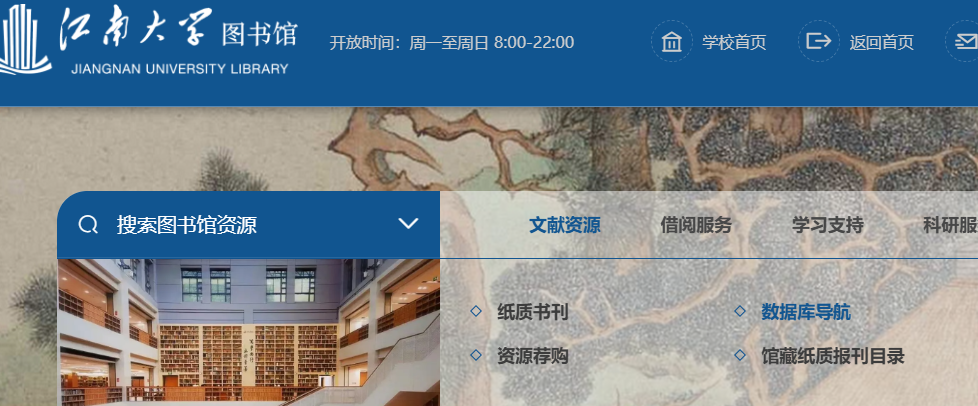 江南大学 图书馆
JIANGNAN UNIVERSITY LIBRARY
开放时间：周一至周日 8:00-22:00
学校首页
返回首页
搜索图书馆资源
文献资源 借阅服务 学习支持 科研服
纸质书刊 数据库导航
资源荐购 馆藏纸质报刊目录